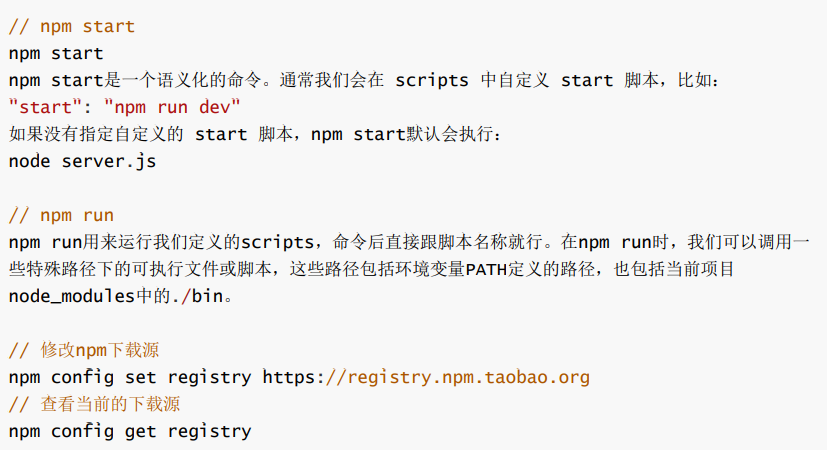 // npm start
npm start
npm start是一个语义化的命令。通常我们会在 scripts 中自定义 start 脚本，比如：
"start": "npm run dev"
如果没有指定自定义的 start 脚本，npm start默认会执行：
node server.js
// npm run
npm run用来运行我们定义的scripts，命令后直接跟脚本名称就行。在npm run时，我们可以调用一
些特殊路径下的可执行文件或脚本，这些路径包括环境变量PATH定义的路径，也包括当前项目
node_modules中的./bin。
// 修改npm下载源
npm config set registry https://registry.npm.taobao.org
// 查看当前的下载源
npm config get registry